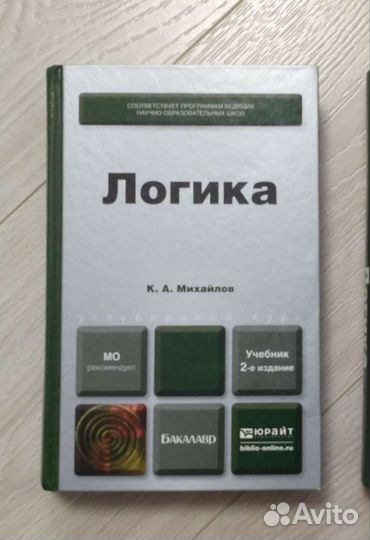 СООТВЕТСТВУЕТ ПРОГРАММАМ ВЕДУЩИХ
НАУЧНО-ОБРАЗОВАТЕЛЬНЫХ ШКОЛ
Логика
К. А. Михайлов
углубленный курс
МО
рекомендует
Учебник
2-е издание
БАКАЛАВР
юрайт
biblio-online.ru
Avito